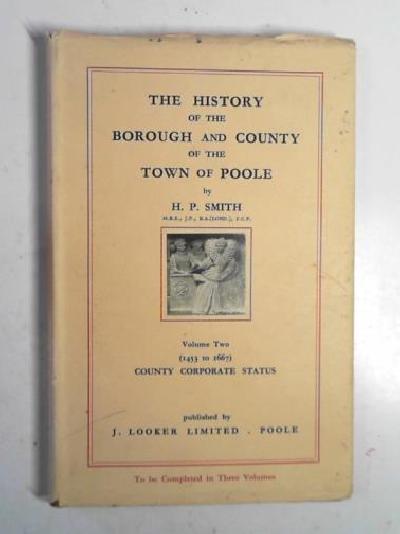 THE HISTORY
OF THE
BOROUGH AND COUNTY
OF THE
TOWN OF POOLE
by
H. P. SMITH
M.B.E., J.P., B.A.(LOND.), F.C.P.
Volume Two
(1453 to 1667)
COUNTY CORPORATE STATUS
published by
J. LOOKER LIMITED . POOLE
To be Completed in Three Volumes